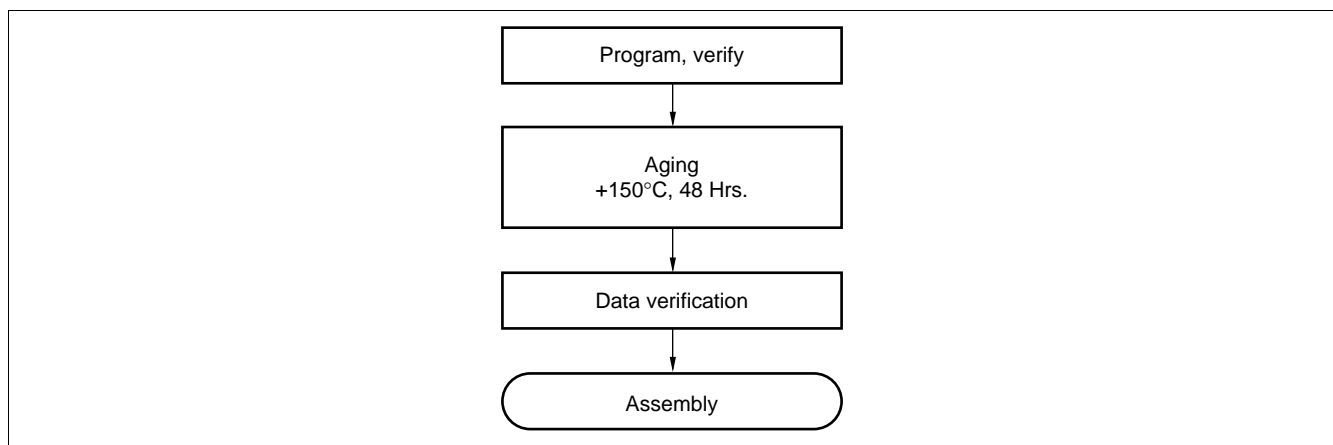 Program, verify
Aging
+150°C, 48 Hrs.
Data verification
Assembly